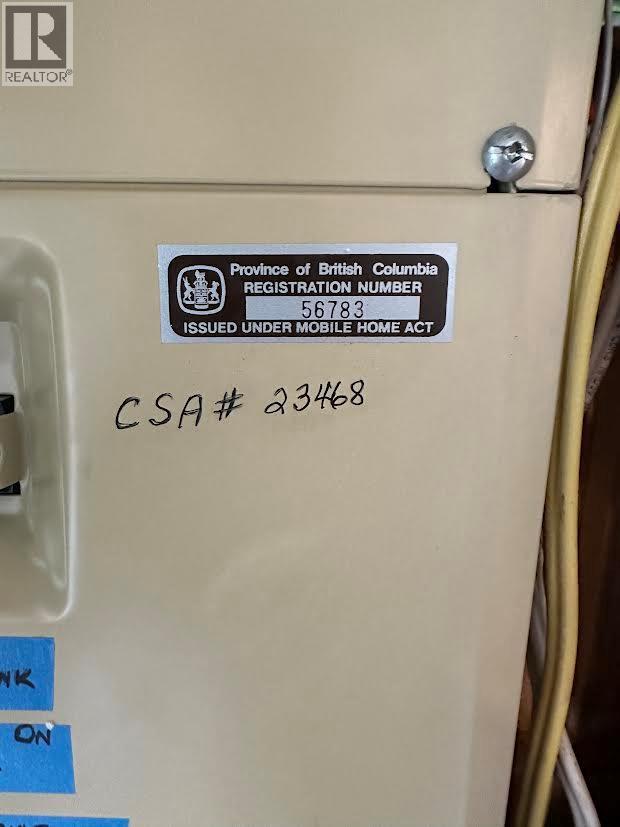 R
REALTOR®
Province of British Columbia
REGISTRATION NUMBER
56783
ISSUED UNDER MOBILE HOME ACT
CSA# 23468
ON